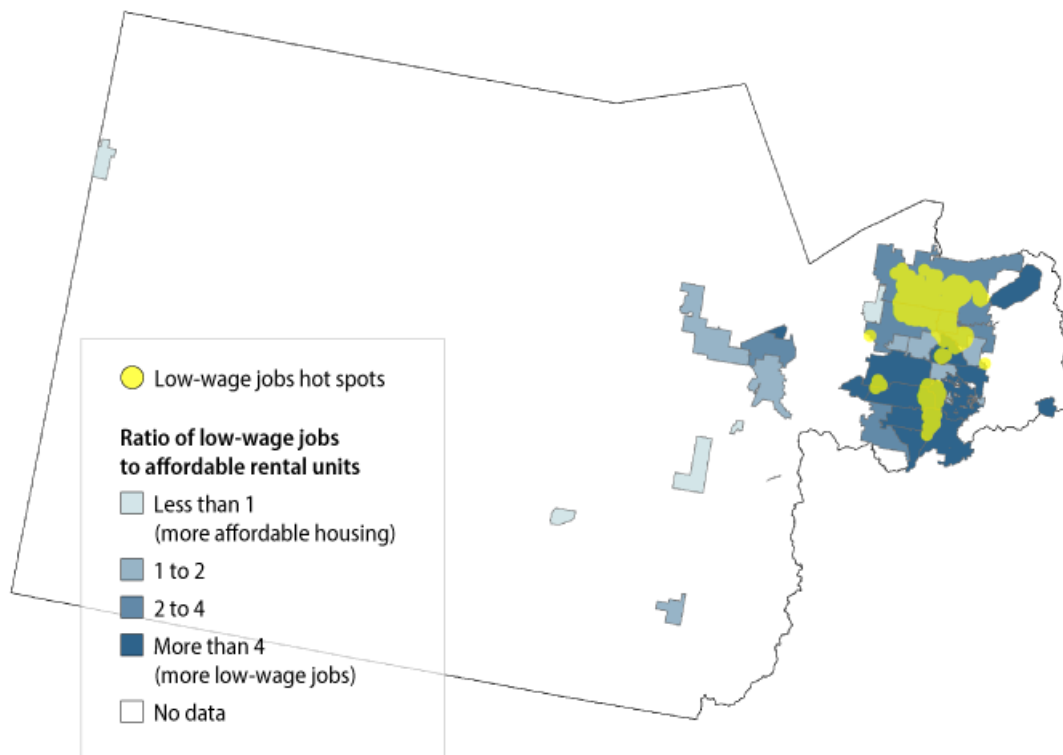 Low-wage jobs hot spots
Ratio of low-wage jobs
to affordable rental units
Less than 1
(more affordable housing)
1 to 2
2 to 4
More than 4
(more low-wage jobs)
No data